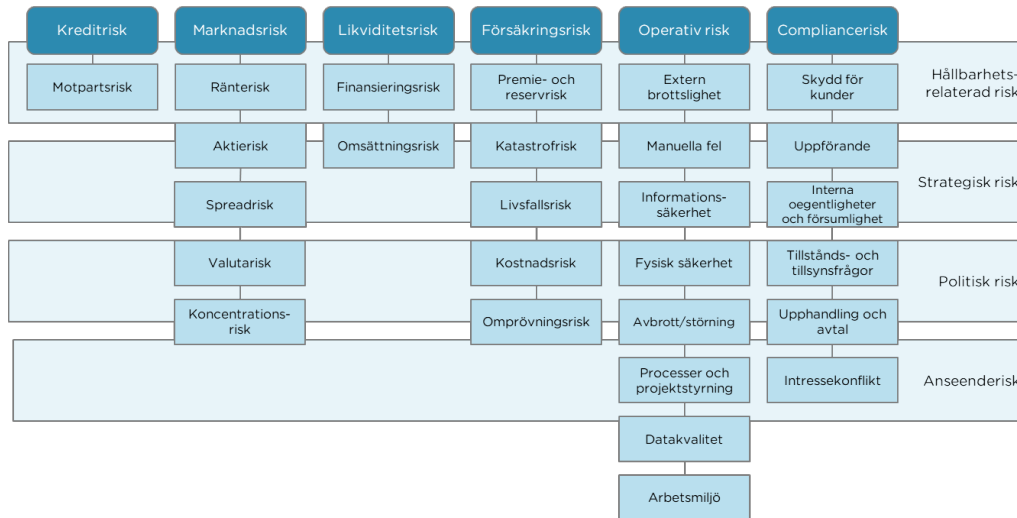 Kreditrisk
Motpartsrisk
Marknadsrisk
Ränterisk
Aktierisk
Spreadrisk
Valutarisk
Koncentrations-
risk
Likviditetsrisk
Finansieringsrisk
Omsättningsrisk
Försäkringsrisk
Premie- och
reservrisk
Katastrofrisk
Livsfallsrisk
Kostnadsrisk
Omprövningsrisk
Operativ risk
Extern
brottslighet
Manuella fel
Informations-
säkerhet
Fysisk säkerhet
Avbrott/störning
Processer och
projektstyrning
Datakvalitet
Arbetsmiljö
Compliancerisk
Skydd för
kunder
Uppförande
Interna
oegentligheter
och försumlighet
Tillstånds- och
tillsynsfrågor
Upphandling och
avtal
Intressekonflikt
Hållbarhets-
relaterad risk
Strategisk risk
Politisk risk
Anseenderisk